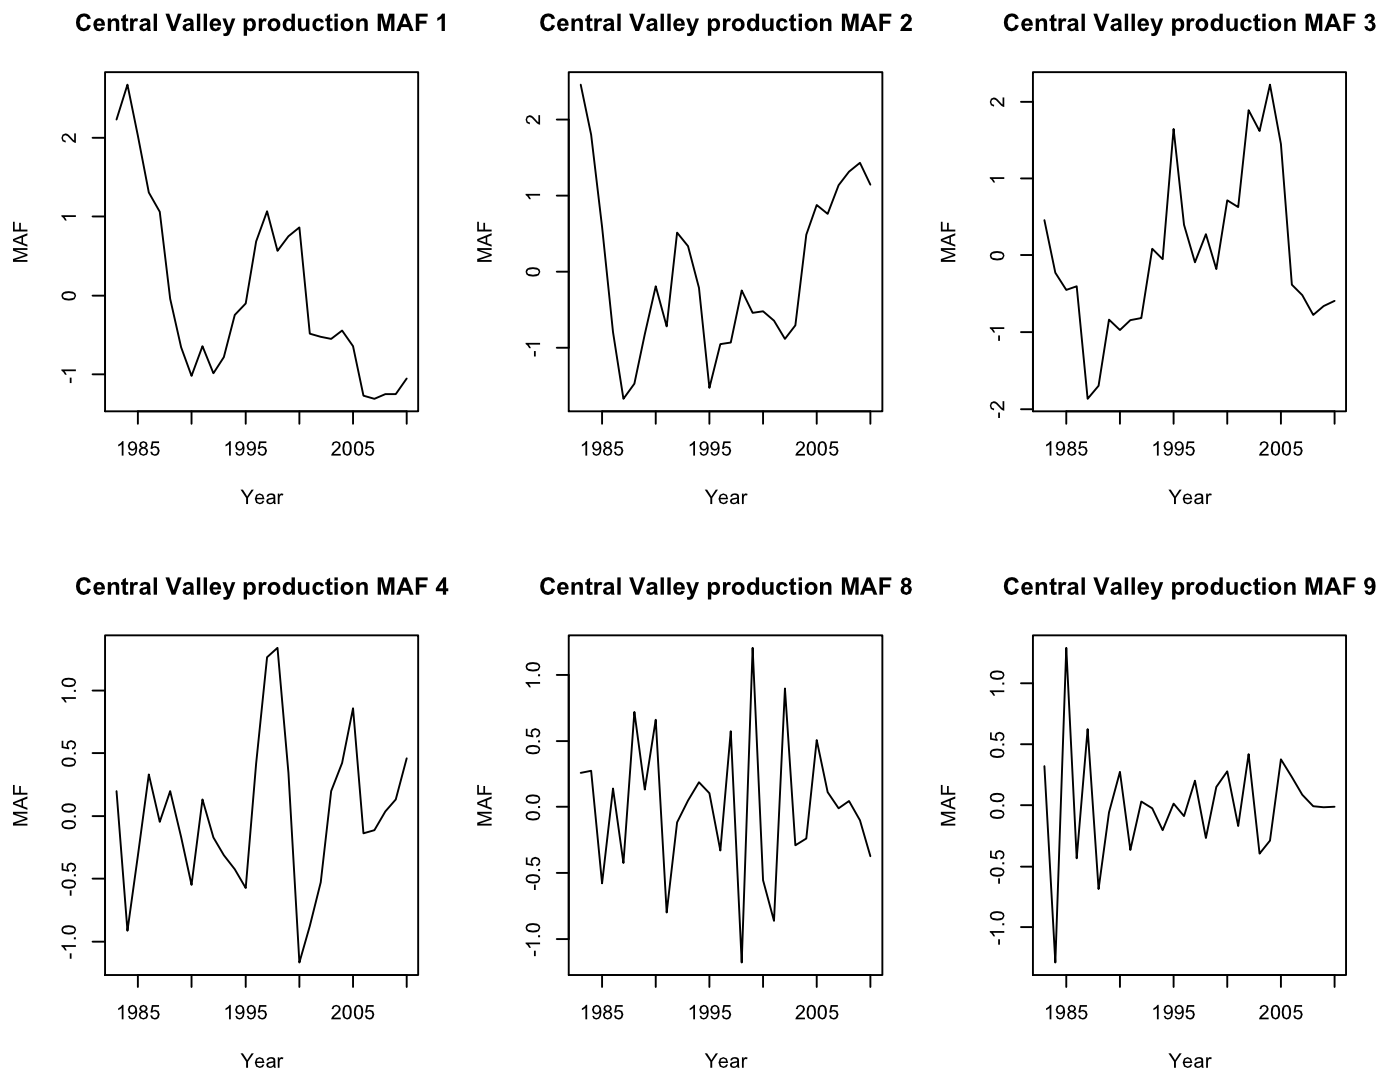 Central Valley production MAF 1
MAF
2
1
0
-1
1985
1995
2005
Year
Central Valley production MAF 2
MAF
2
1
0
-1
1985
1995
2005
Year
Central Valley production MAF 3
MAF
2
1
0
-1
-2
1985
1995
2005
Year
Central Valley production MAF 4
MAF
1.0
0.5
0.0
-0.5
-1.0
1985
1995
2005
Year
Central Valley production MAF 8
MAF
1.0
0.5
0.0
-0.5
-1.0
1985
1995
2005
Year
Central Valley production MAF 9
MAF
1.0
0.5
0.0
-0.5
-1.0
1985
1995
2005
Year